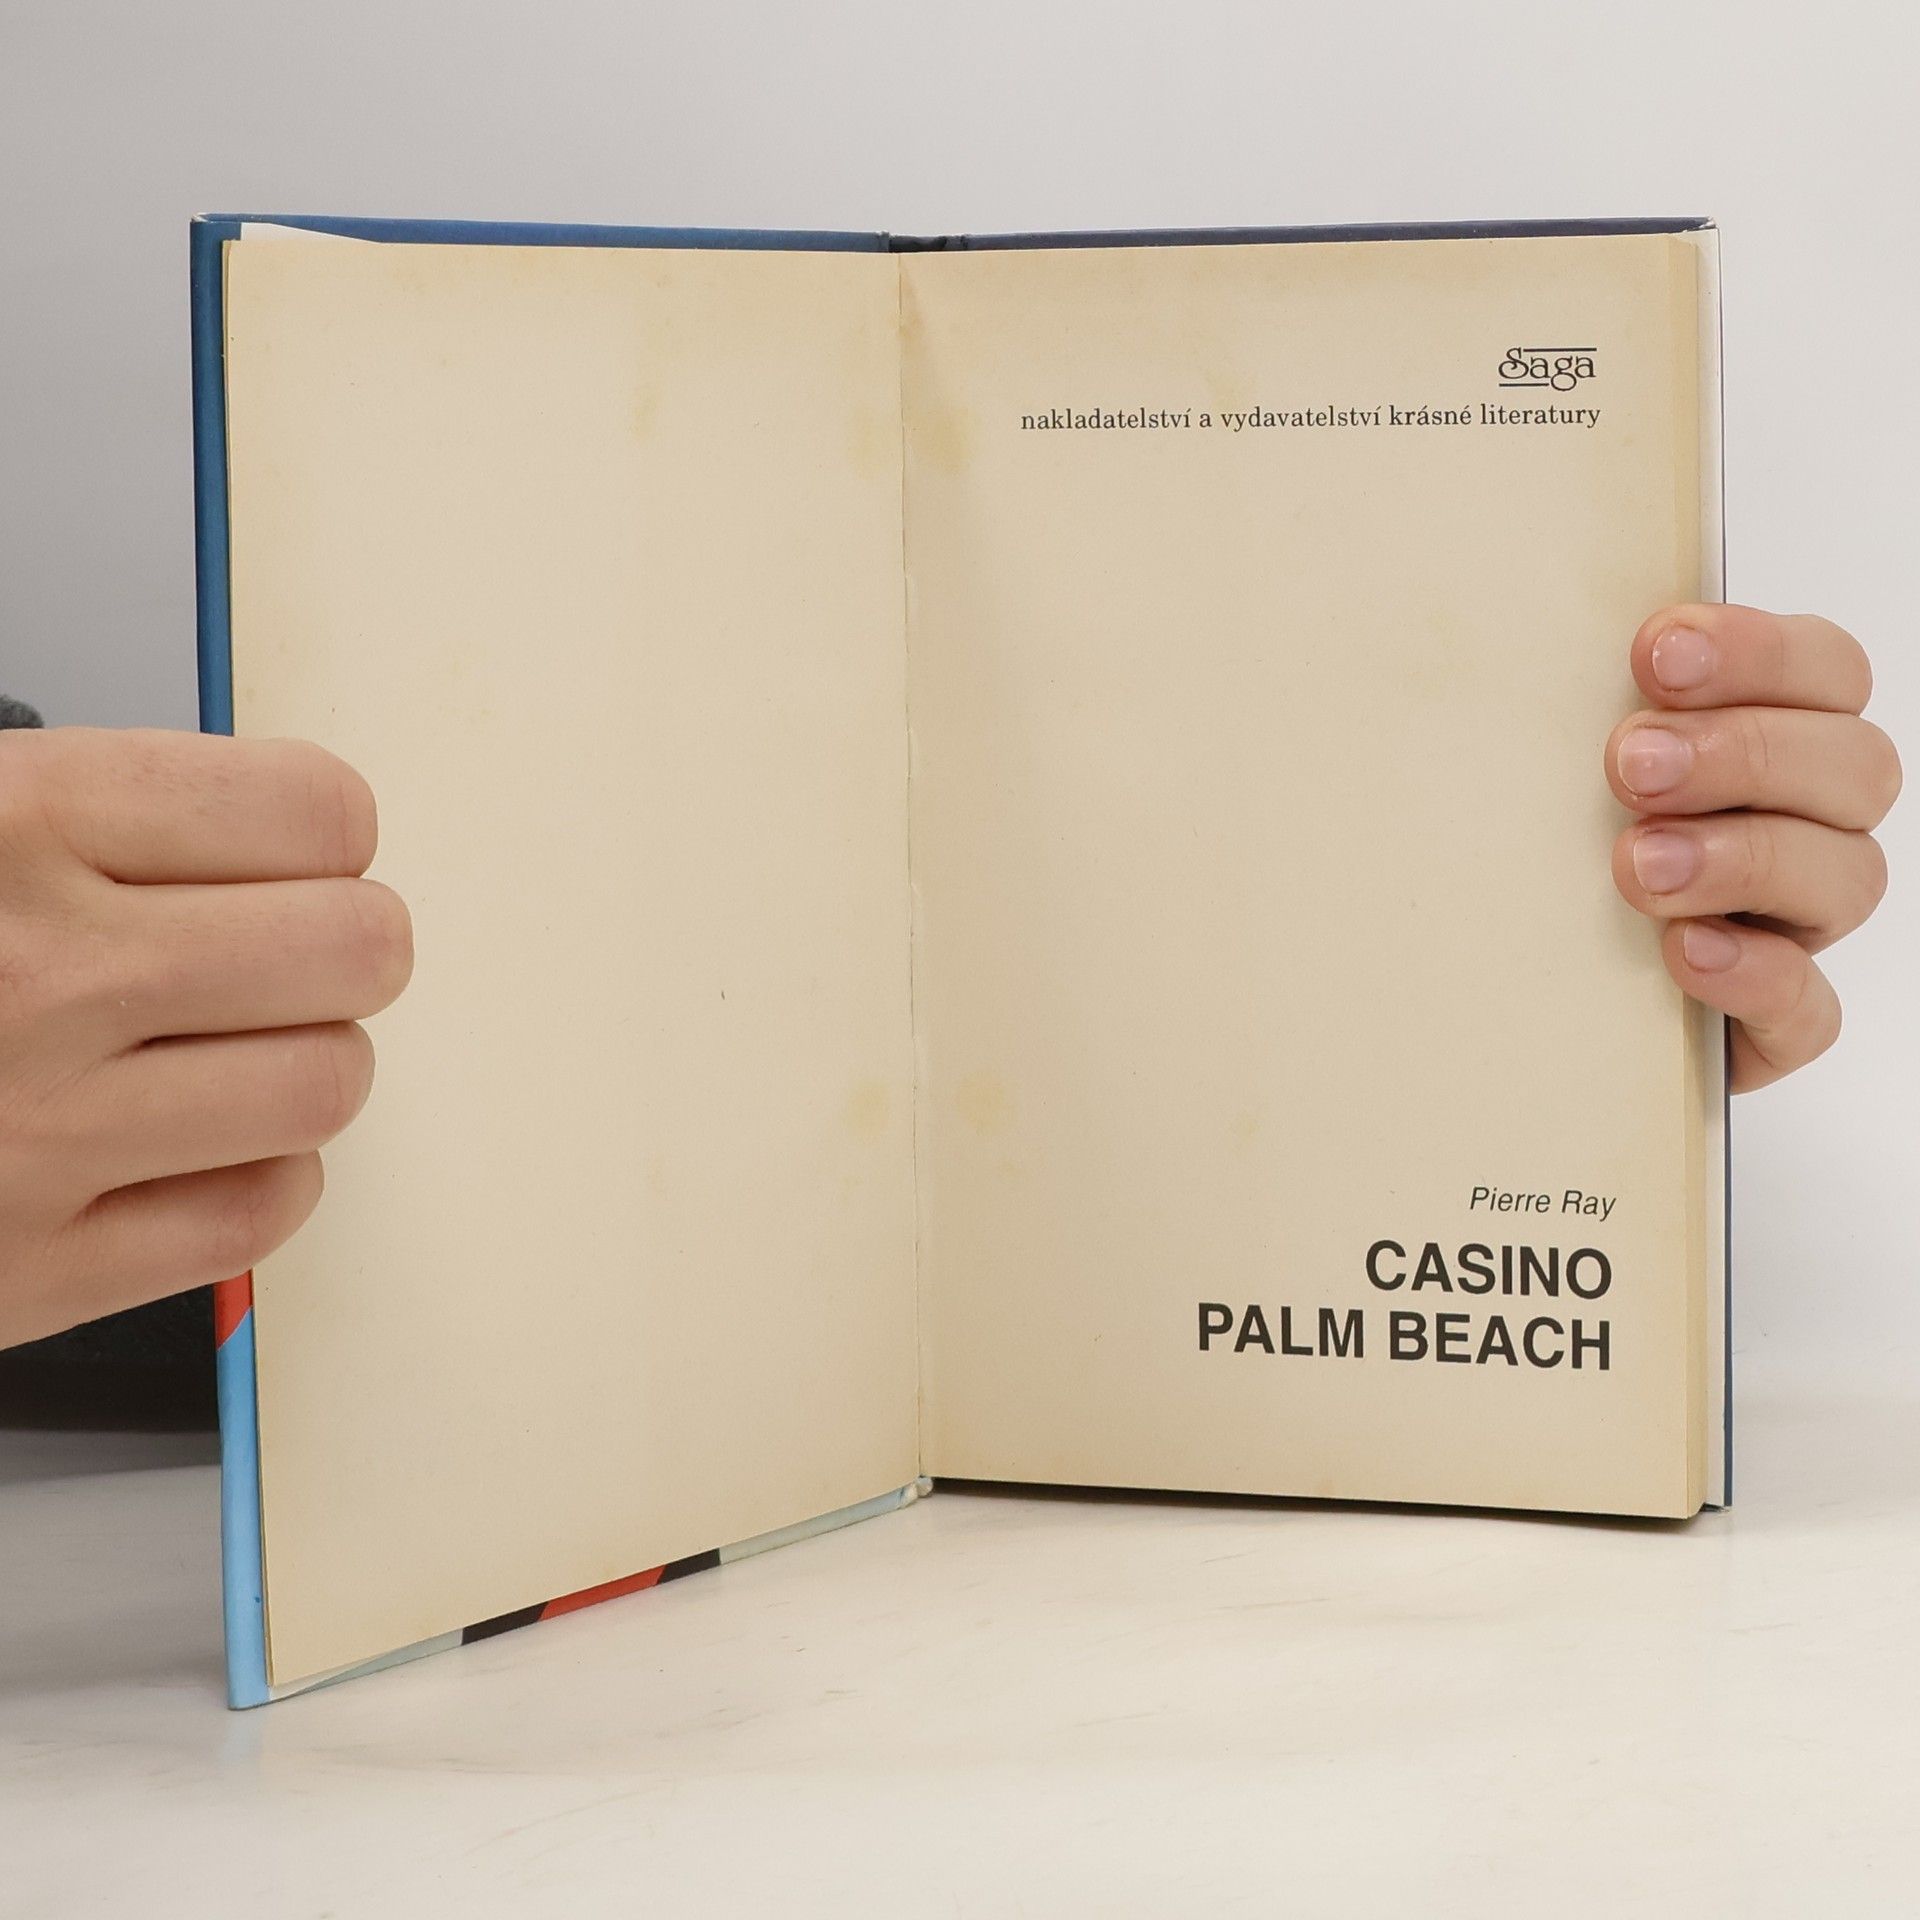 Saga
nakladatelství a vydavatelství krásné literatury
Pierre Ray
CASINO
PALM BEACH